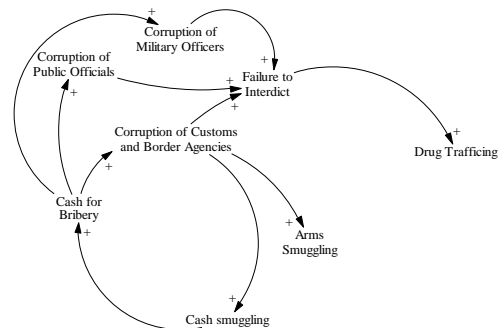 Corruption of
Military Officers
+
Corruption of
Public Officials
+
+
+
Failure to
Interdict
+
+
Drug Trafficking
Corruption of Customs
and Border Agencies
+
Cash for
Bribery
+
+
Arms
Smuggling
+
Cash smuggling